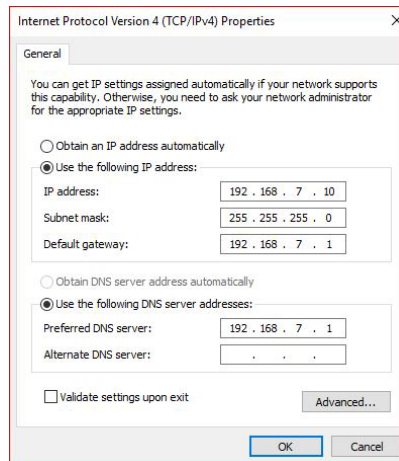 Internet Protocol Version 4 (TCP/IPv4) Properties
General
You can get IP settings assigned automatically if your network supports
this capability. Otherwise, you need to ask your network administrator
for the appropriate IP settings.
Obtain an IP address automatically
Use the following IP address:
IP address: 192 . 168 . 7 . 10
Subnet mask: 255 . 255 . 255 . 0
Default gateway: 192 . 168 . 7 . 1
Obtain DNS server address automatically
Use the following DNS server addresses:
Preferred DNS server: 192 . 168 . 7 . 1
Alternate DNS server: . . .
Validate settings upon exit
Advanced...
OK Cancel